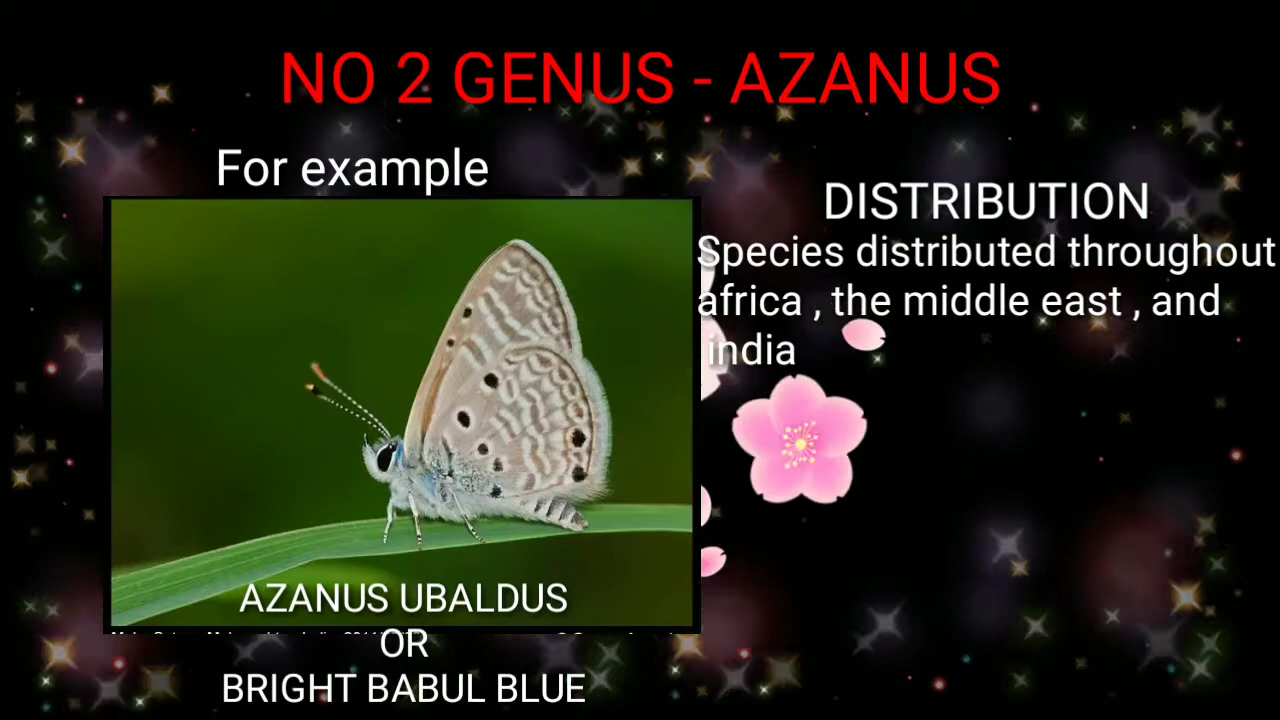 NO 2 GENUS - AZANUS
For example
DISTRIBUTION
Species distributed throughout
africa , the middle east , and
india
AZANUS UBALDUS
OR
BRIGHT BABUL BLUE